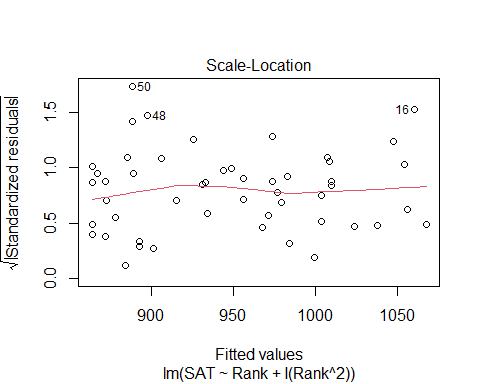 Scale-Location
√|Standardized residuals|
0.0 0.5 1.0 1.5
50
48
16
900 950 1000 1050
Fitted values
lm(SAT ~ Rank + I(Rank^2))